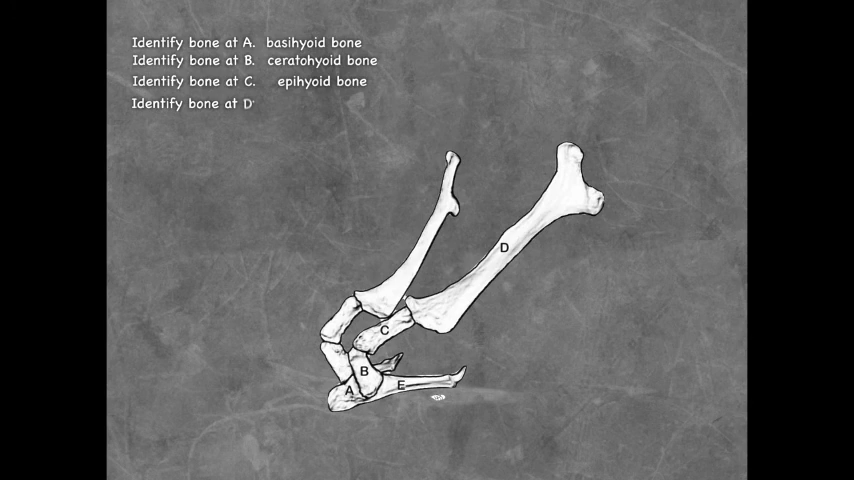 Identify bone at A. basihyoid bone
Identify bone at B. ceratohyoid bone
Identify bone at C. epihyoid bone
Identify bone at D
D
C
B
A
E